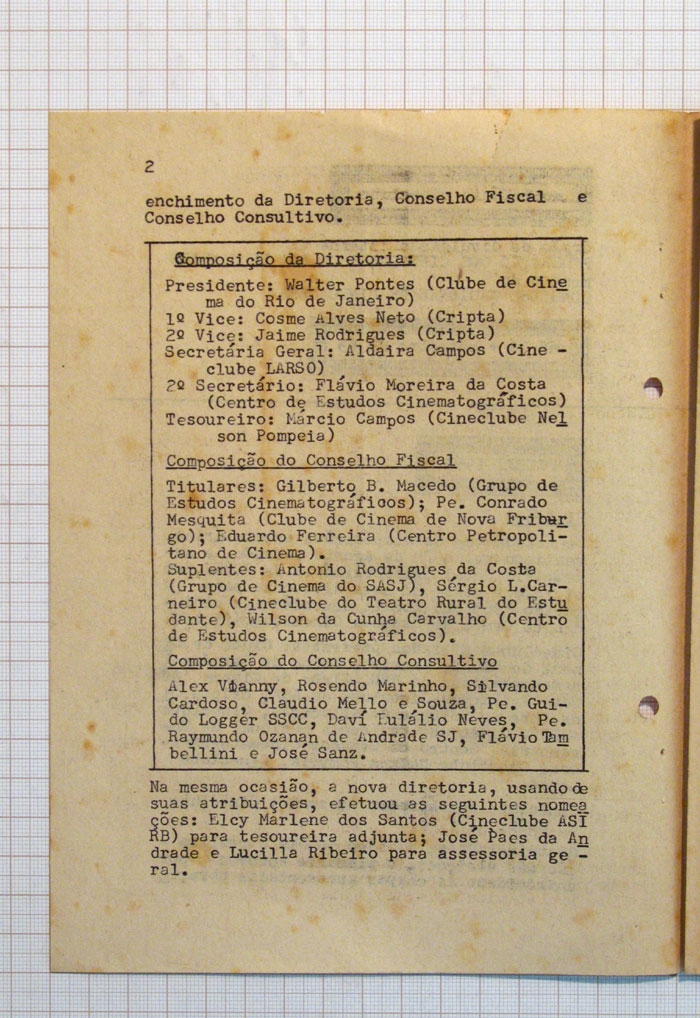 2
enchimento da Diretoria, Conselho Fiscal e
Conselho Consultivo.
Composição da Diretoria:
Presidente: Walter Pontes (Clube de Cine
ma do Rio de Janeiro)
1º Vice: Cosme Alves Neto (Cripta)
2º Vice: Jaime Rodrigues (Cripta)
Secretária Geral: Aldaira Campos (Cine -
clube LARSO)
2º Secretário: Flávio Moreira da Costa
(Centro de Estudos Cinematográficos)
Tesoureiro: Márcio Campos (Cineclube Nel
son Pompeia)
Composição do Conselho Fiscal
Titulares: Gilberto B. Macedo (Grupo de
Estudos Cinematográficos); Pe. Conrado
Mesquita (Clube de Cinema de Nova Fribur
go); Eduardo Ferreira (Centro Petropoli-
tano de Cinema).
Suplentes: Antonio Rodrigues da Costa
(Grupo de Cinema do SASJ), Sérgio L.Car-
neiro (Cineclube do Teatro Rural do Estu
dante), Wilson da Cunha Carvalho (Centro
de Estudos Cinematográficos).
Composição do Conselho Consultivo
Alex Vianny, Rosendo Marinho, Silvando
Cardoso, Claudio Mello e Souza, Pe. Gui-
do Logger SSCC, Davi Eulálio Neves, Pe.
Raymundo Ozanan de Andrade SJ, Flávio Tam
bellini e José Sanz.
Na mesma ocasião, a nova diretoria, usando de
suas atribuições, efetuou as seguintes nomea
ções: Elcy Marlene dos Santos (Cineclube ASI
RB) para tesoureira adjunta; José Paes da An
drade e Lucilla Ribeiro para assessoria ge -
ral.